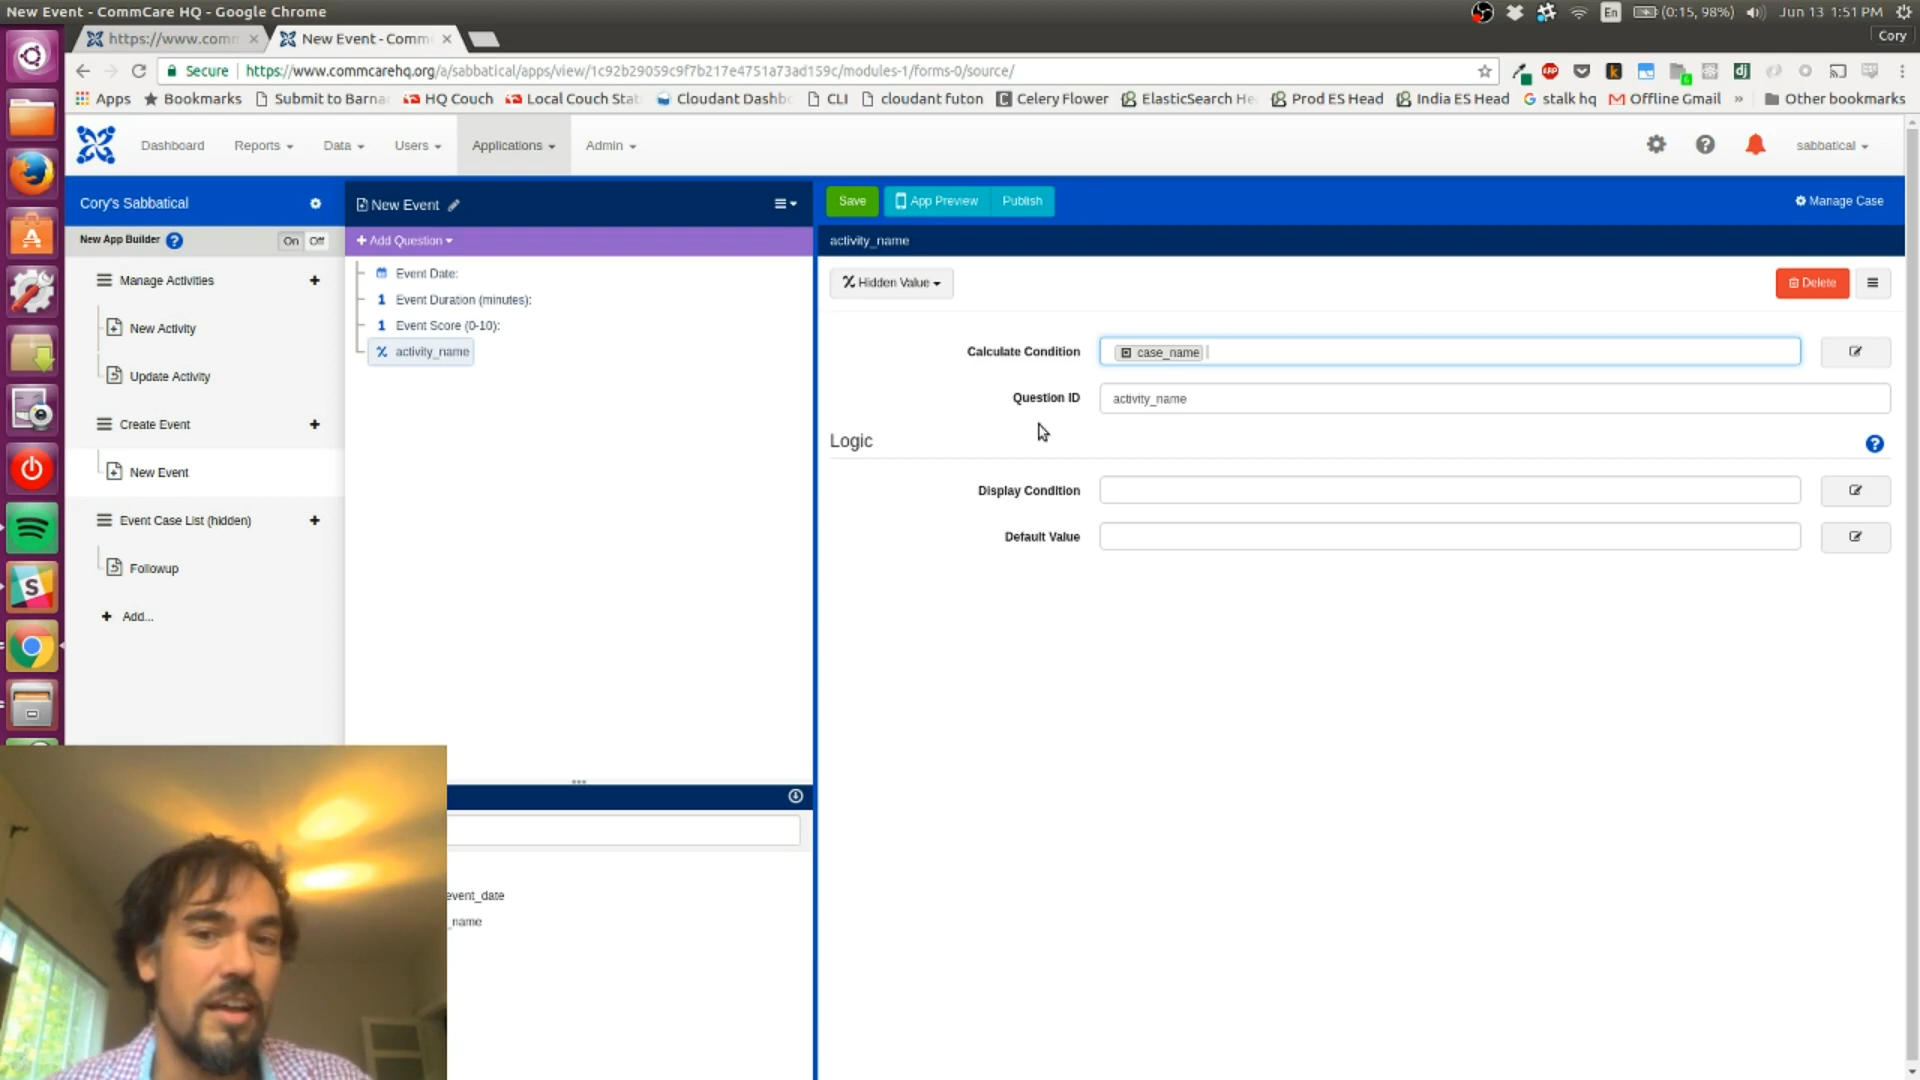 New Event - CommCare HQ - Google Chrome
En
(0:15, 98%)
Jun 13 1:51 PM
Cory
https://www.comm
New Event - Comm
Secure
https://www.commcarehq.org/a/sabbatical/apps/view/1c92b29059c9f7b217e4751a73ad159c/modules-1/forms-0/source/
Apps
Bookmarks
Submit to Barna
HQ Couch
Local Couch Stat
Cloudant Dashb
CLI
cloudant futon
Celery Flower
ElasticSearch He
Prod ES Head
India ES Head
stalk hq
Offline Gmail
»
Other bookmarks
Dashboard
Reports
Data
Users
Applications
Admin
sabbatical
Cory's Sabbatical
New Event
Save
App Preview
Publish
Manage Case
New App Builder
On
Off
+ Add Question
activity_name
Manage Activities
New Activity
Update Activity
Create Event
New Event
Event Case List (hidden)
Followup
Add...
Event Date:
1 Event Duration (minutes):
1 Event Score (0-10):
activity_name
Hidden Value
Delete
Calculate Condition
case_name
Question ID
activity_name
Logic
Display Condition
Default Value
event_date
_name